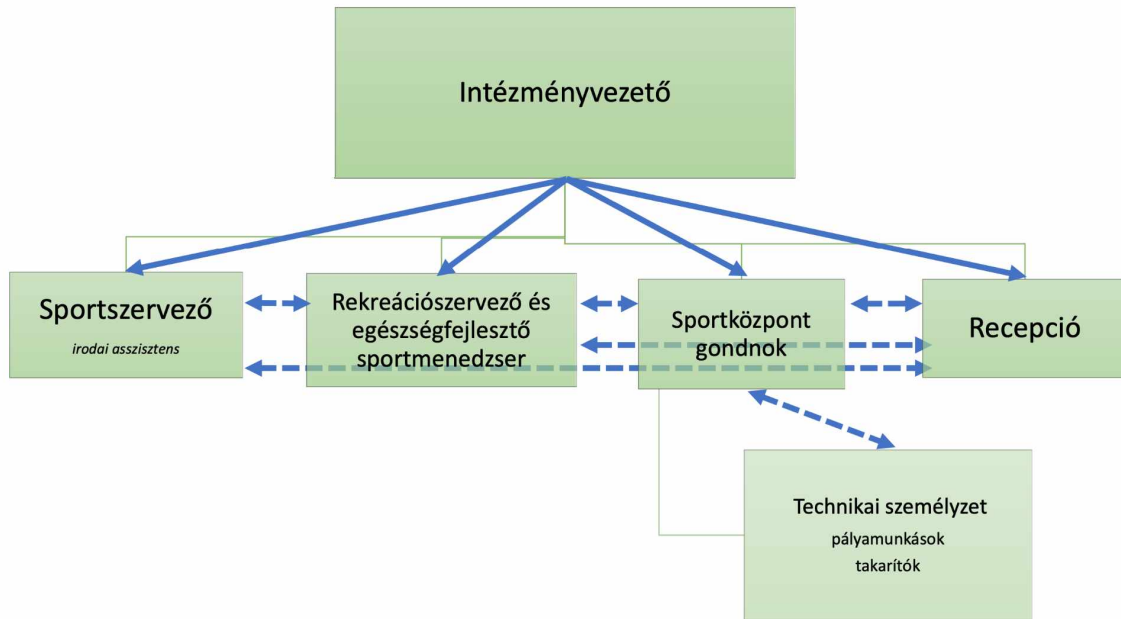 Intézményvezető
Sportszervező
irodai asszisztens
Rekreációszervező és
egészségfejlesztő
sportmenedzser
Sportközpont
gondnok
Recepció
Technikai személyzet
pályamunkások
takarítók